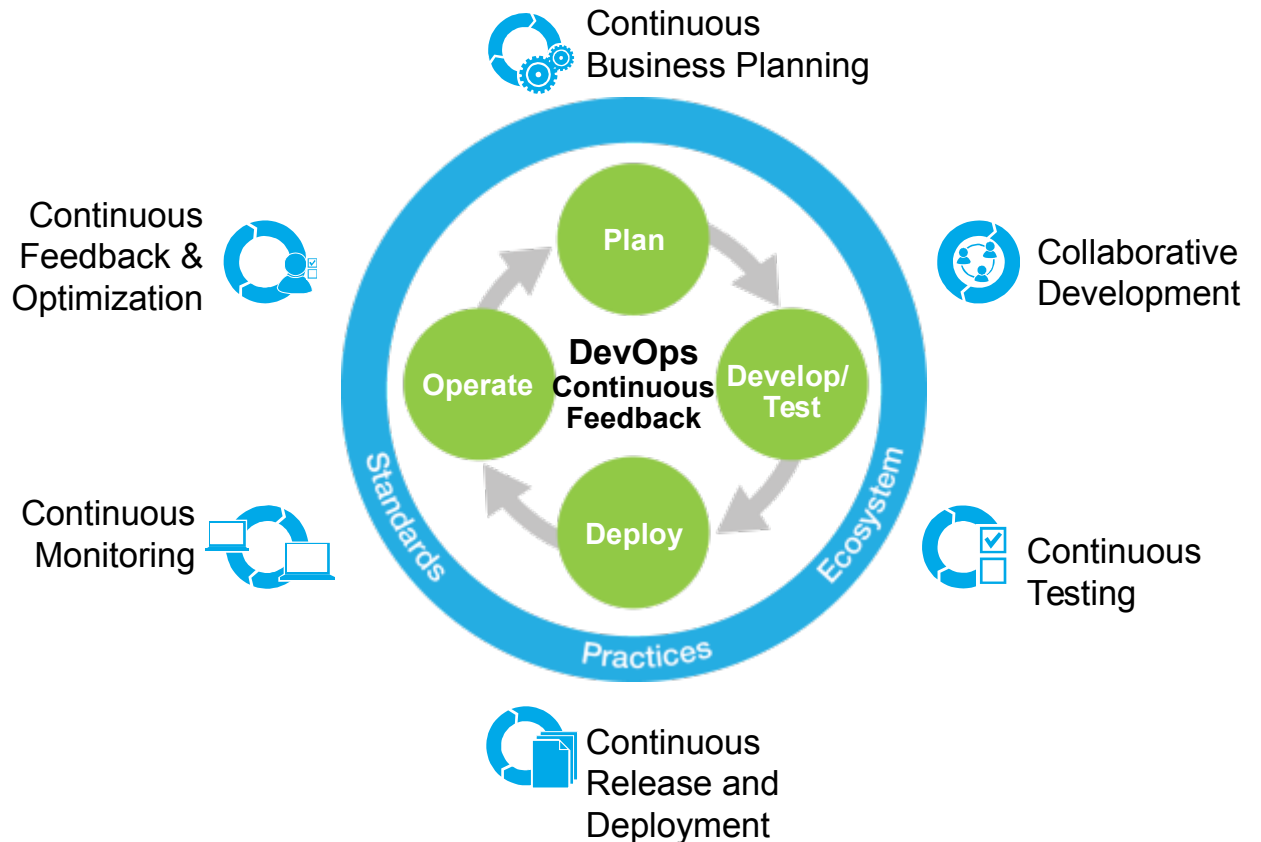 Continuous
Business Planning
Continuous
Feedback &
Optimization
Collaborative
Development
Plan
DevOps
Continuous
Feedback
Operate
Develop/
Test
Deploy
Standards
Practices
Ecosystem
Continuous
Monitoring
Continuous
Testing
Continuous
Release and
Deployment